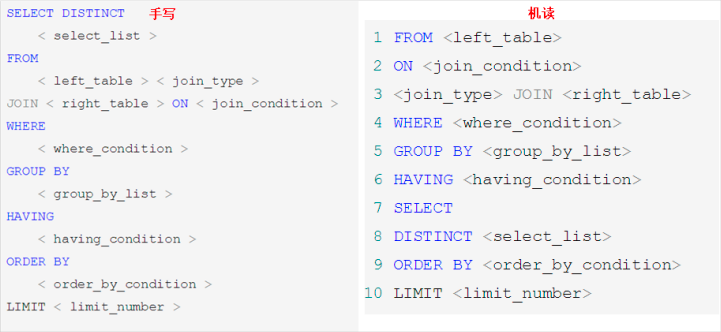 手写
SELECT DISTINCT
< select_list >
FROM
< left_table > < join_type >
JOIN < right_table > ON < join_condition >
WHERE
< where_condition >
GROUP BY
< group_by_list >
HAVING
< having_condition >
ORDER BY
< order_by_condition >
LIMIT < limit_number >
机读
1 FROM <left_table>
2 ON <join_condition>
3 <join_type> JOIN <right_table>
4 WHERE <where_condition>
5 GROUP BY <group_by_list>
6 HAVING <having_condition>
7 SELECT
8 DISTINCT <select_list>
9 ORDER BY <order_by_condition>
10 LIMIT <limit_number>